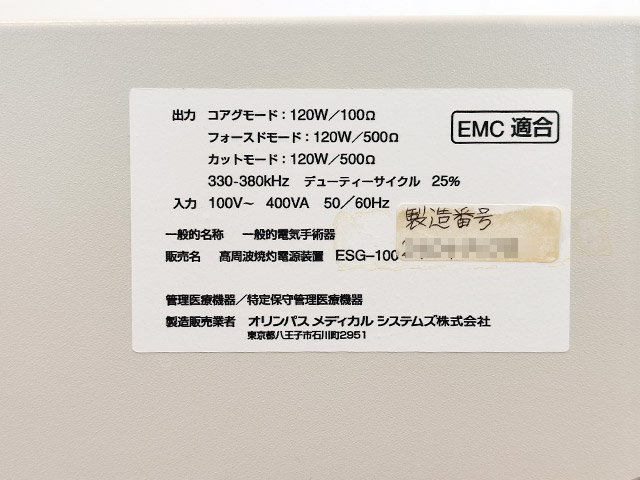 出力 コアグモード：120W／100Ω
EMC 適合
フォースドモード：120W／500Ω
カットモード：120W／500Ω
330-380kHz デューティーサイクル 25%
入力 100V～ 400VA 50／60Hz
製造番号
一般的名称 一般的電気手術器
販売名 高周波焼灼電源装置 ESG−100
管理医療機器／特定保守管理医療機器
製造販売業者 オリンパス メディカル システムズ株式会社
東京都八王子市石川町2951